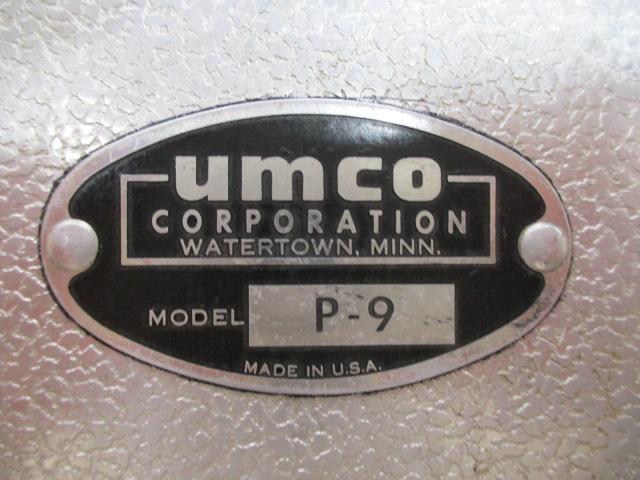 umco
CORPORATION
WATERTOWN, MINN.
MODEL P-9
MADE IN U.S.A.